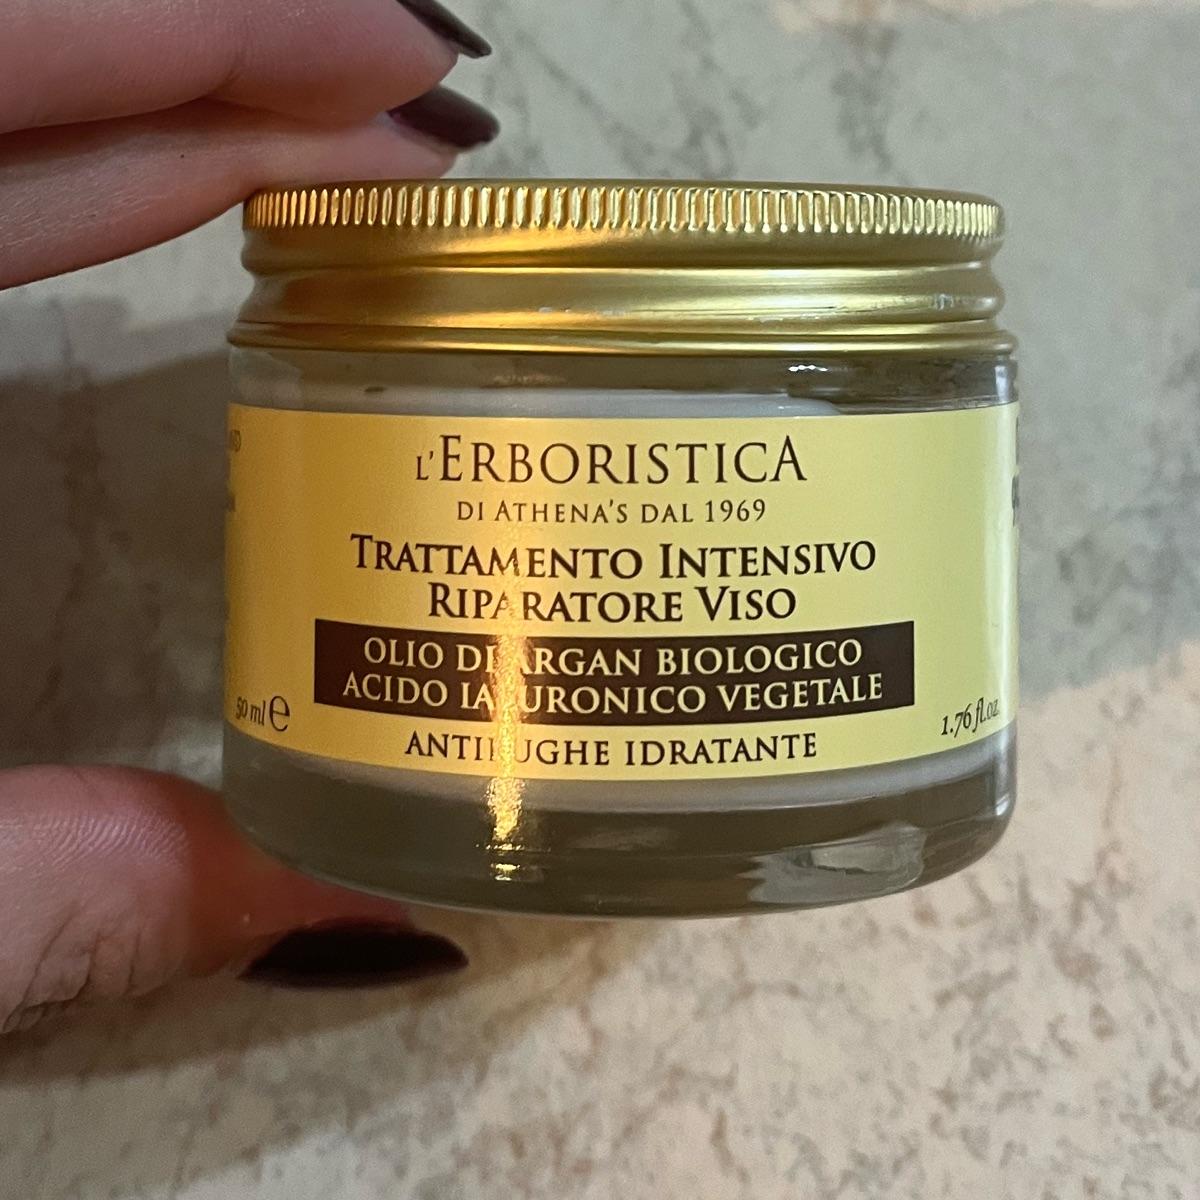 L'ERBORISTICA
DI ATHENA'S DAL 1969
TRATTAMENTO INTENSIVO
RIPARATORE VISO
OLIO DI ARGAN BIOLOGICO
ACIDO IALURONICO VEGETALE
50 ml ℮
1.76 fl.oz.
ANTIRUGHE IDRATANTE